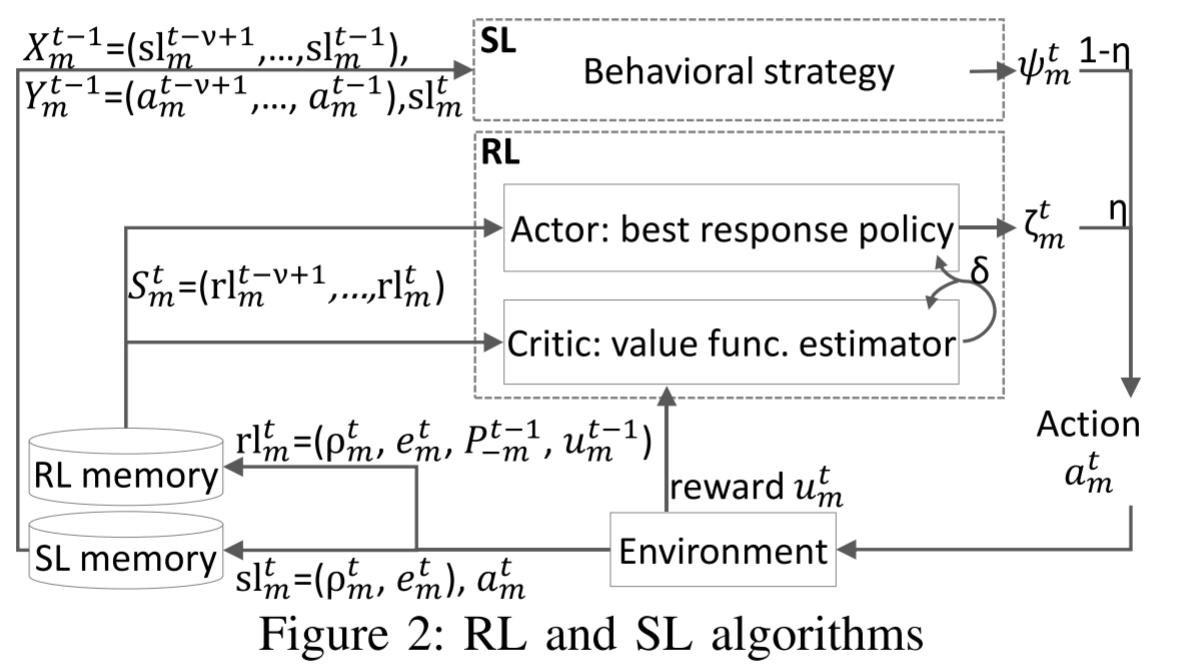 X_m^{t-1}=(sl_m^{t-ν+1},...,sl_m^{t-1}),
Y_m^{t-1}=(a_m^{t-ν+1},..., a_m^{t-1}),sl_m^t
SL
Behavioral strategy
ψ_m^t 1-η
RL
Actor: best response policy
ζ_m^t η
S_m^t=(rl_m^{t-ν+1},...,rl_m^t)
δ
Critic: value func. estimator
rl_m^t=(ρ_m^t, e_m^t, P_{-m}^{t-1}, u_m^{t-1})
RL memory
reward u_m^t
Action
a_m^t
SL memory
Environment
sl_m^t=(ρ_m^t, e_m^t), a_m^t
Figure 2: RL and SL algorithms